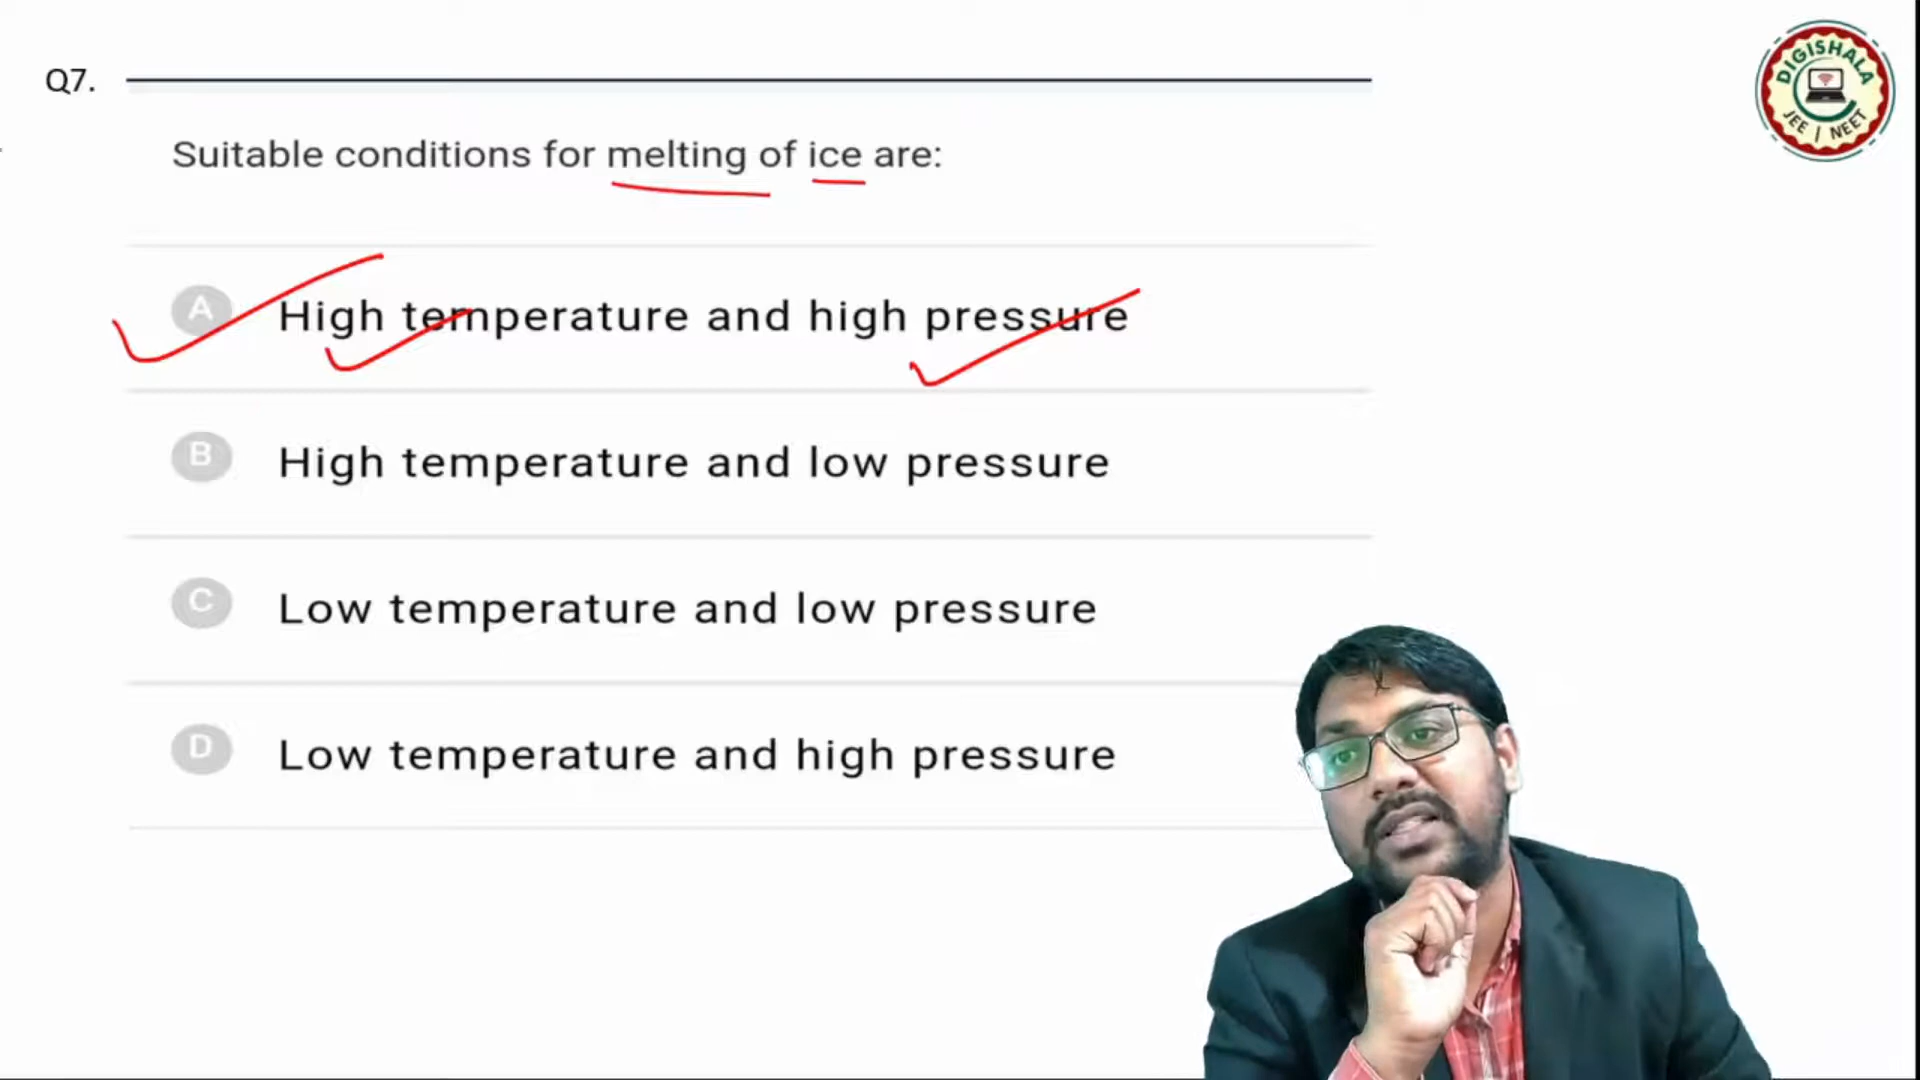 Q7.
Suitable conditions for melting of ice are:
A High temperature and high pressure
B High temperature and low pressure
C Low temperature and low pressure
D Low temperature and high pressure
DIGISHALA
JEE | NEET